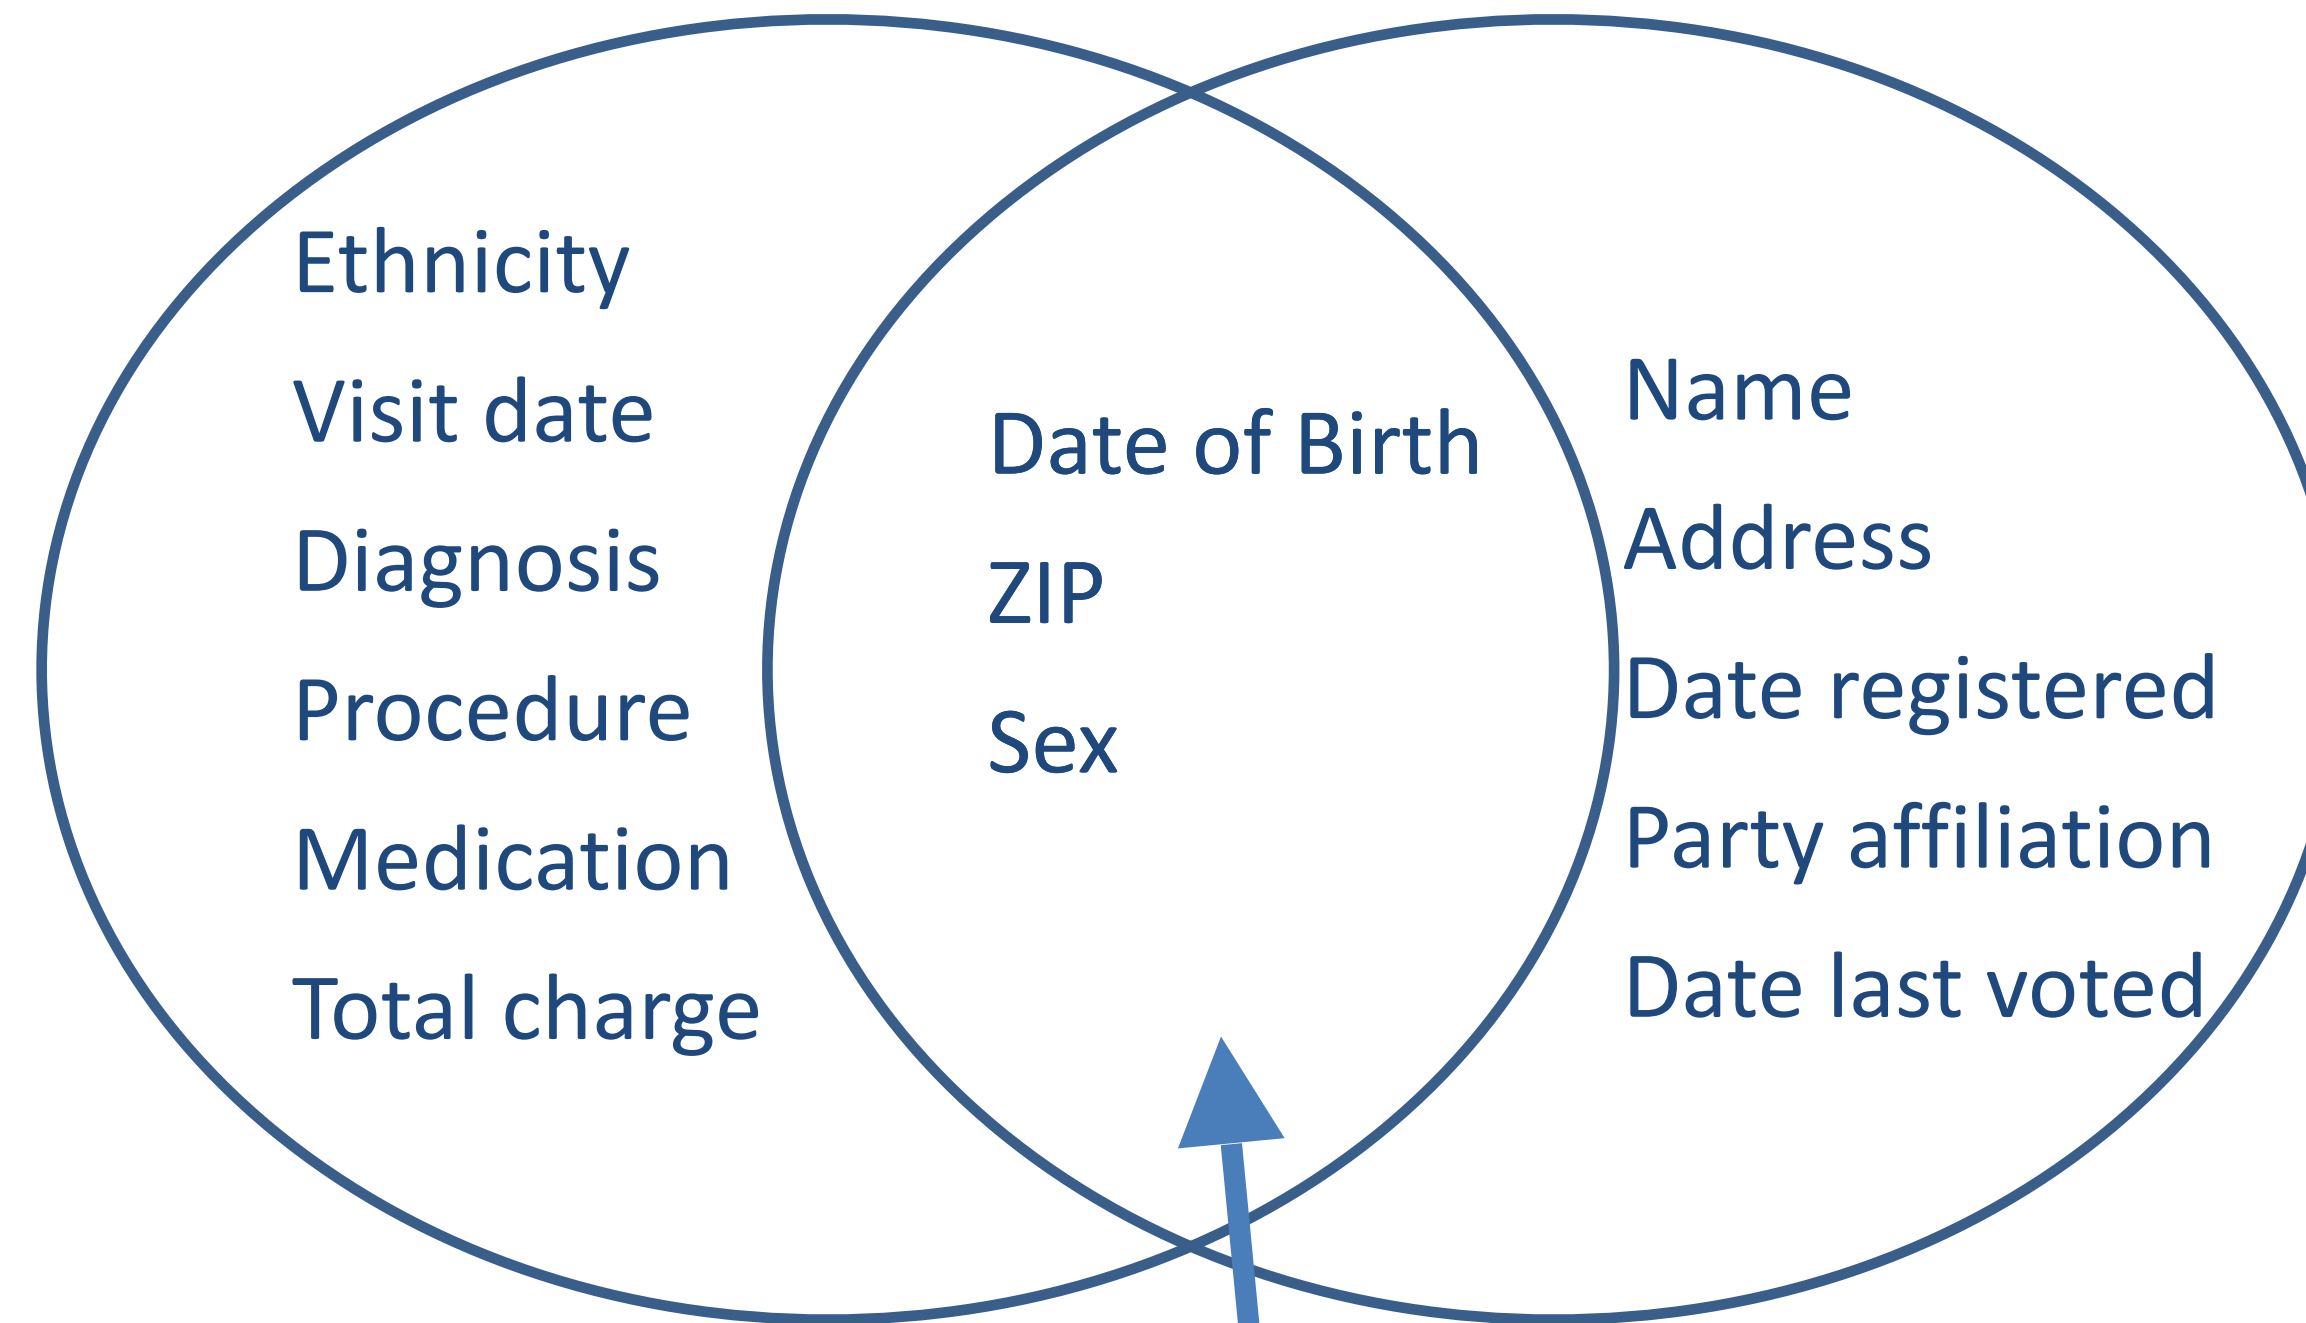 Ethnicity
Visit date
Diagnosis
Procedure
Medication
Total charge
Date of Birth
ZIP
Sex
Name
Address
Date registered
Party affiliation
Date last voted